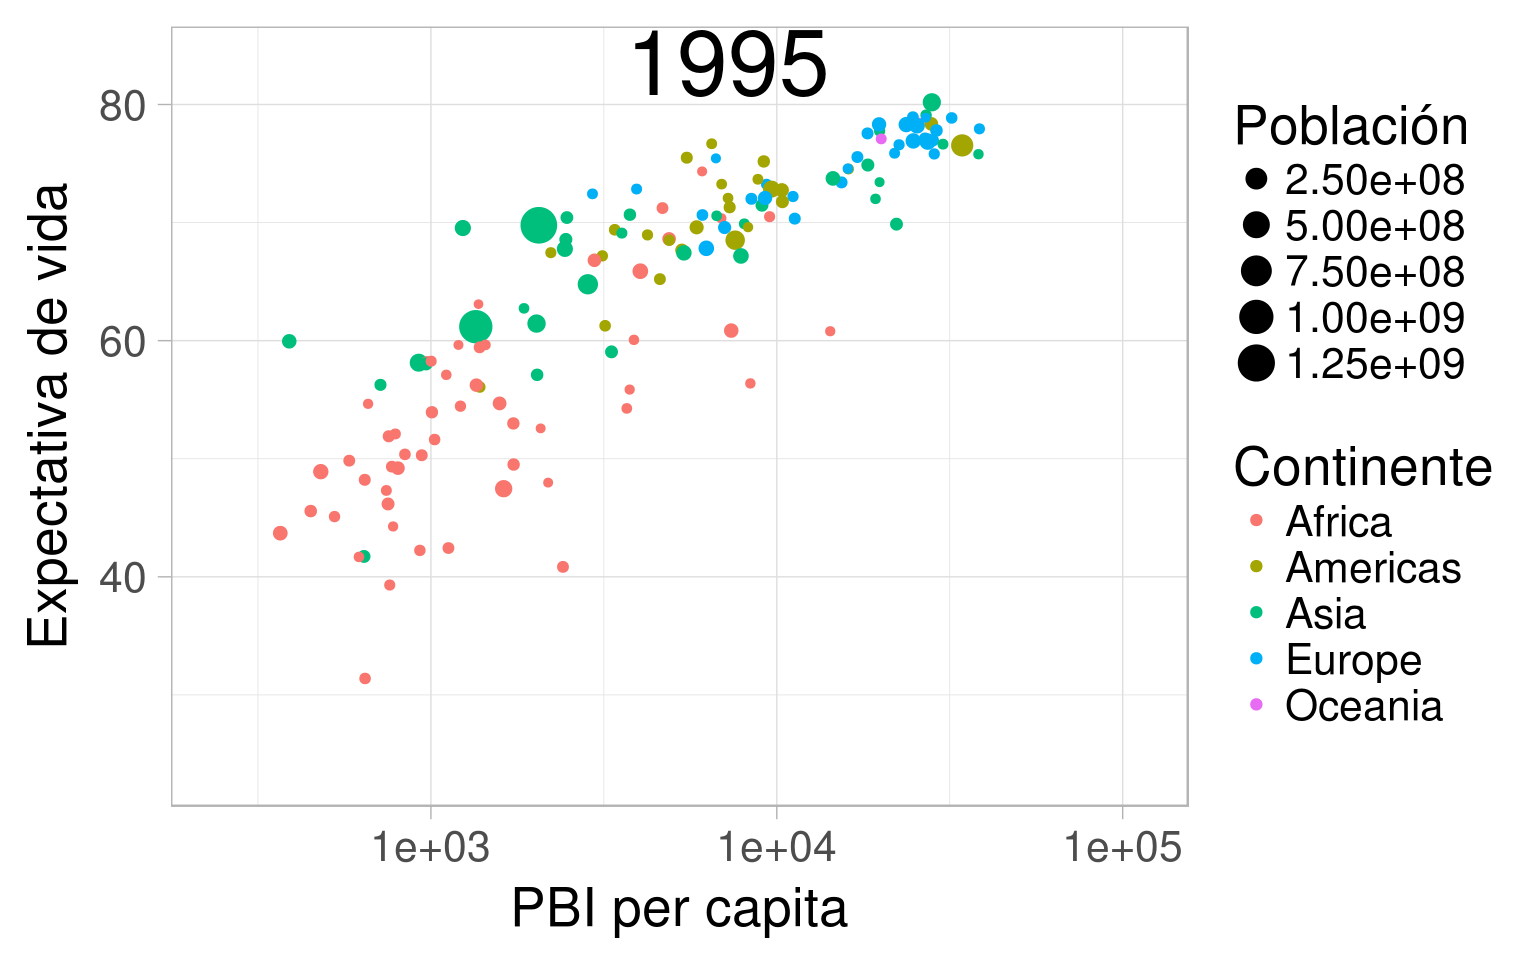 1995
80
60
40
Expectativa de vida
1e+03
1e+04
1e+05
PBI per capita
Población
2.50e+08
5.00e+08
7.50e+08
1.00e+09
1.25e+09
Continente
Africa
Americas
Asia
Europe
Oceania